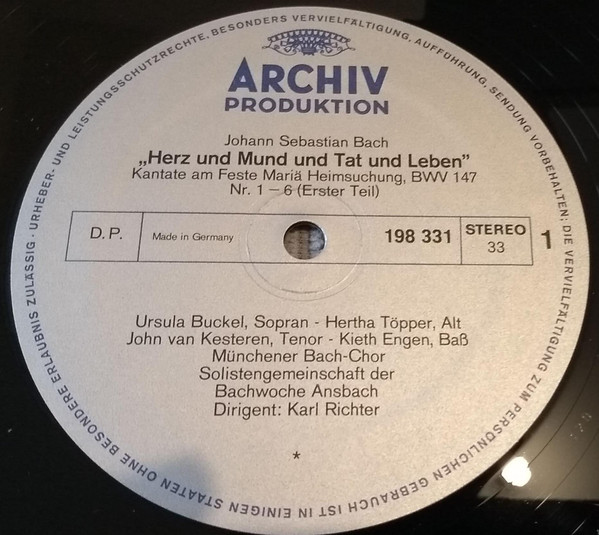 ARCHIV
PRODUKTION
Johann Sebastian Bach
„Herz und Mund und Tat und Leben”
Kantate am Feste Mariä Heimsuchung, BWV 147
Nr. 1 – 6 (Erster Teil)
D. P. Made in Germany 198 331 STEREO 33 1
Ursula Buckel, Sopran - Hertha Töpper, Alt
John van Kesteren, Tenor - Kieth Engen, Baß
Münchener Bach-Chor
Solistengemeinschaft der
Bachwoche Ansbach
Dirigent: Karl Richter
*
URHEBER- UND LEISTUNGSSCHUTZRECHTE, BESONDERS VERVIELFÄLTIGUNG, AUFFÜHRUNG, SENDUNG VORBEHALTEN; DIE VERVIELFÄLTIGUNG ZUM PERSÖNLICHEN GEBRAUCH IST IN EINIGEN STAATEN OHNE BESONDERE ERLAUBNIS ZULÄSSIG ·